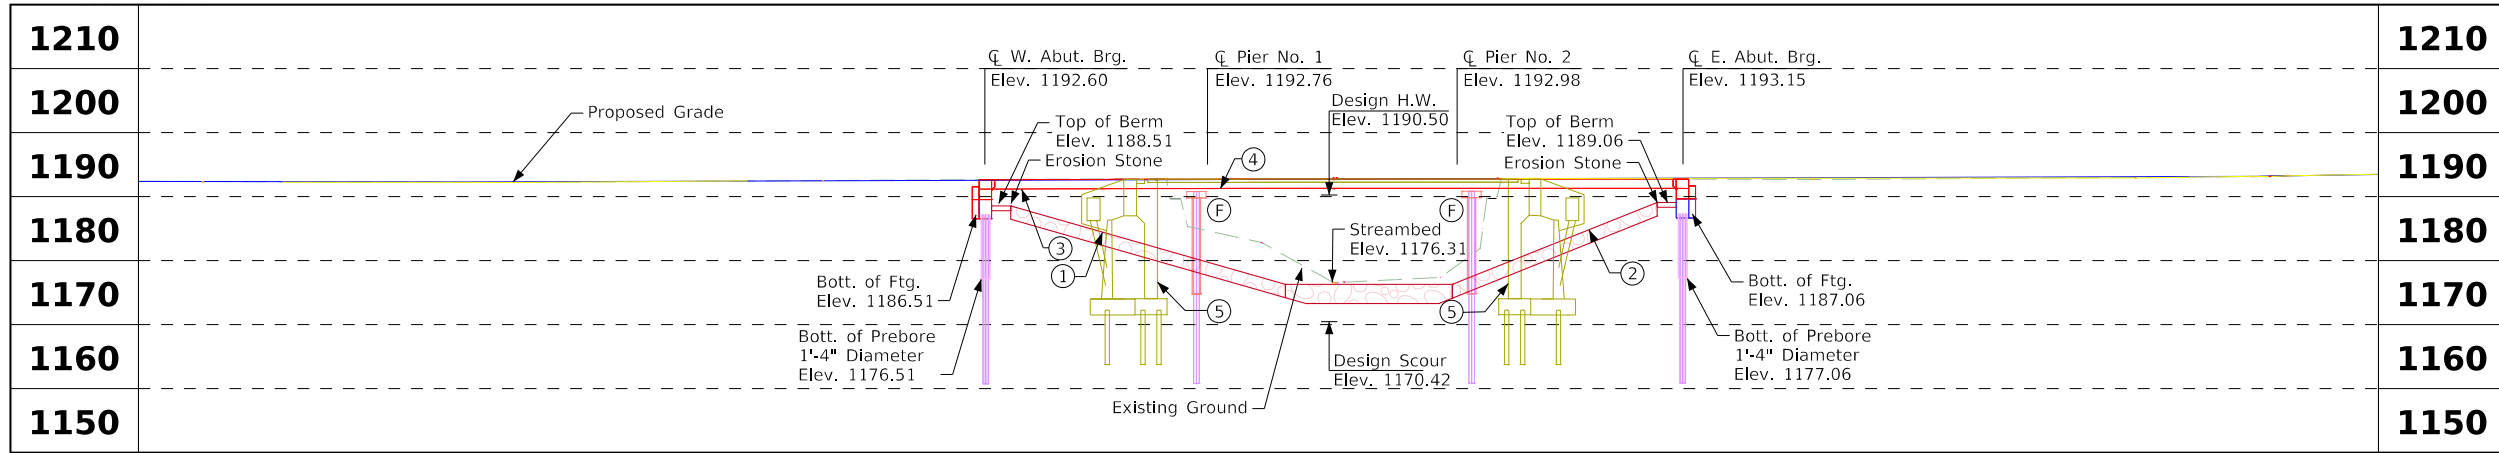 1210
1200
1190
1180
1170
1160
1150
℄ W. Abut. Brg.
Elev. 1192.60
℄ Pier No. 1
Elev. 1192.76
℄ Pier No. 2
Elev. 1192.98
℄ E. Abut. Brg.
Elev. 1193.15
Design H.W.
Elev. 1190.50
Proposed Grade
Top of Berm
Elev. 1188.51
Erosion Stone
Top of Berm
Elev. 1189.06
Erosion Stone
4
F
F
3
1
2
5
5
Streambed
Elev. 1176.31
Bott. of Ftg.
Elev. 1186.51
Bott. of Ftg.
Elev. 1187.06
Bott. of Prebore
1'-4" Diameter
Elev. 1176.51
Bott. of Prebore
1'-4" Diameter
Elev. 1177.06
Design Scour
Elev. 1170.42
Existing Ground
1210
1200
1190
1180
1170
1160
1150